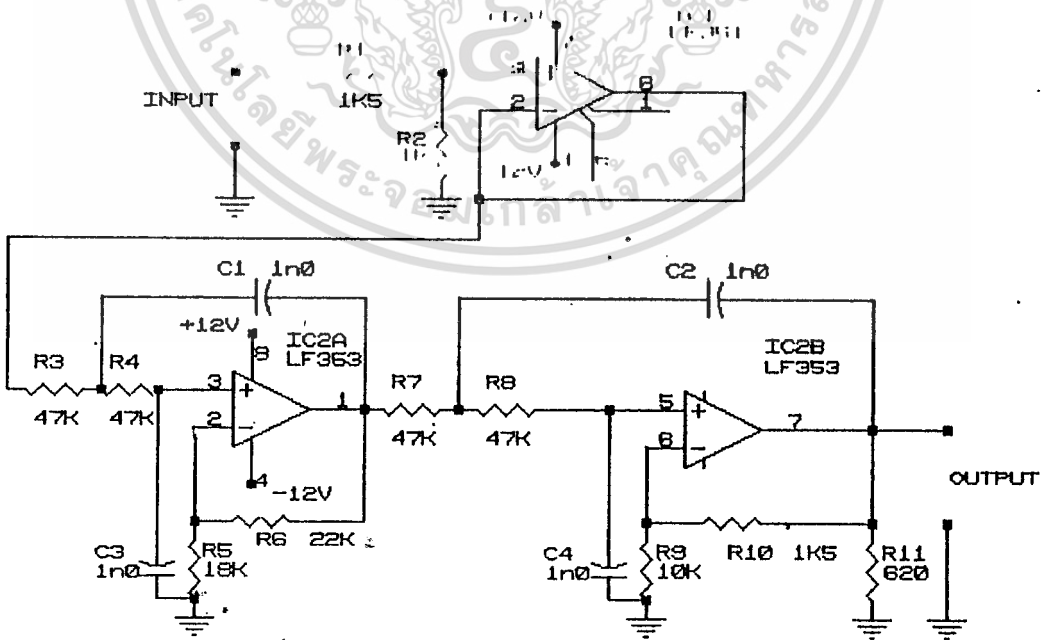 INPUT
1K5
R2
2
8
1
C1 1n0
C2 1n0
+12V
8
IC2A
LF353
IC2B
LF353
R3
R4
R7
R8
3
1
5
7
47K
47K
2
47K
47K
6
4
-12V
OUTPUT
R6 22K
R10 1K5
C3
1n0
R5
18K
C4
1n0
R9
10K
R11
620